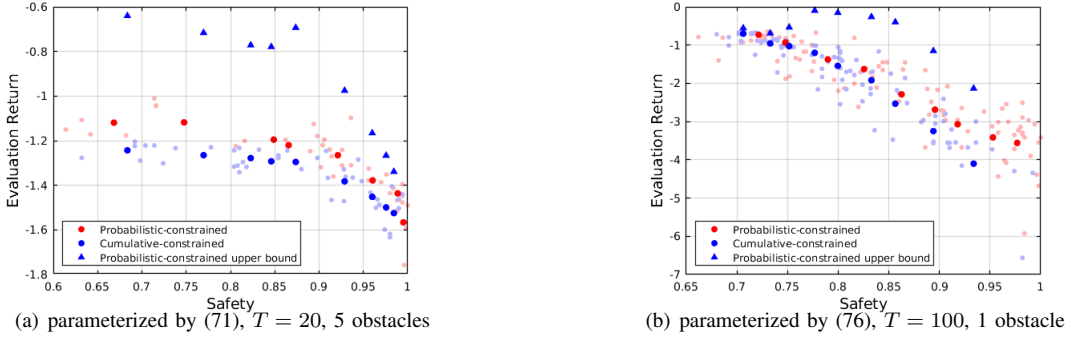 -0.6
-0.8
-1
-1.2
-1.4
-1.6
-1.8
Evaluation Return
Probabilistic-constrained
Cumulative-constrained
Probabilistic-constrained upper bound
0.6 0.65 0.7 0.75 0.8 0.85 0.9 0.95 1
Safety
(a) parameterized by (71), T = 20, 5 obstacles
0
-1
-2
-3
-4
-5
-6
-7
Evaluation Return
Probabilistic-constrained
Cumulative-constrained
Probabilistic-constrained upper bound
0.65 0.7 0.75 0.8 0.85 0.9 0.95 1
Safety
(b) parameterized by (76), T = 100, 1 obstacle